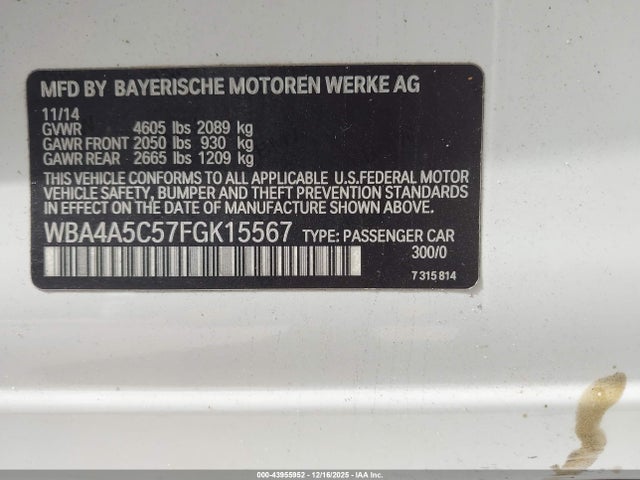 MFD BY BAYERISCHE MOTOREN WERKE AG
11/14
GVWR 4605 lbs 2089 kg
GAWR FRONT 2050 lbs 930 kg
GAWR REAR 2665 lbs 1209 kg
THIS VEHICLE CONFORMS TO ALL APPLICABLE U.S.FEDERAL MOTOR
VEHICLE SAFETY, BUMPER AND THEFT PREVENTION STANDARDS
IN EFFECT ON THE DATE OF MANUFACTURE SHOWN ABOVE.
WBA4A5C57FGK15567 TYPE: PASSENGER CAR
300/0
7 315 814
000-43955952 - 12/16/2025 - IAA Inc.